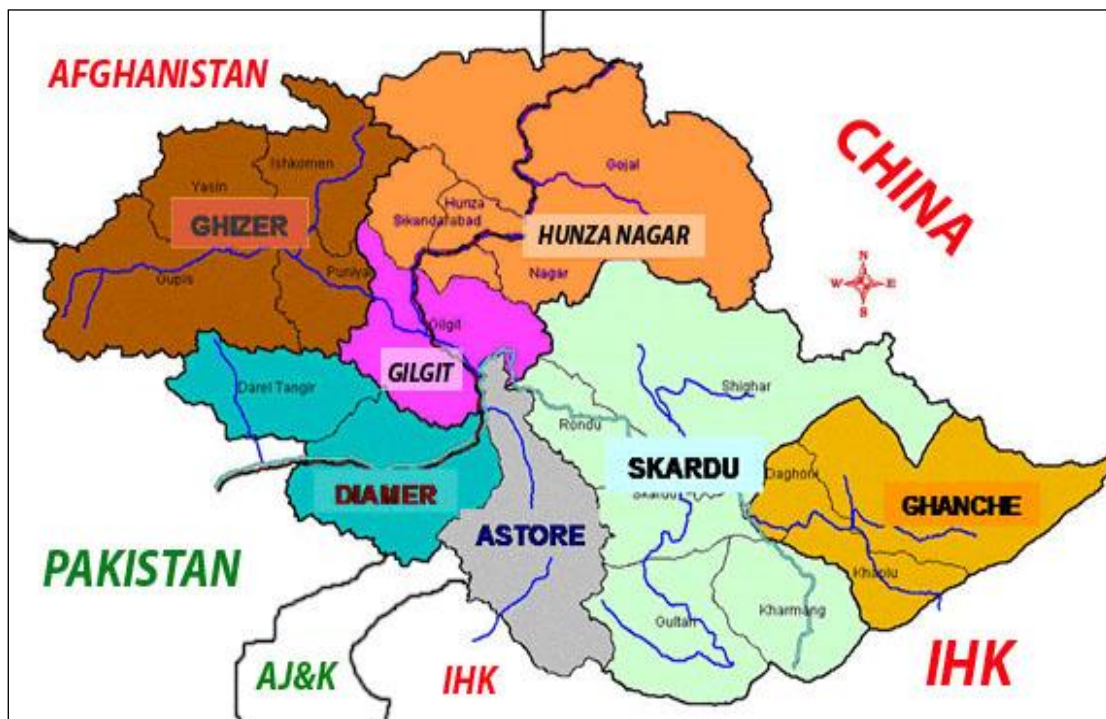 AFGHANISTAN
CHINA
Ishkomen
Yasin
GHIZER
Gupis
Puniyal
Gojal
Hunza
Sikandarabad
HUNZA NAGAR
Nagar
N
W
E
S
Gilgit
GILGIT
Darel Tangir
DIAMER
Shighar
Rondu
SKARDU
Skardu
Daghoni
GHANCHE
Khaplu
ASTORE
Gultari
Kharmang
PAKISTAN
AJ&K
IHK
IHK